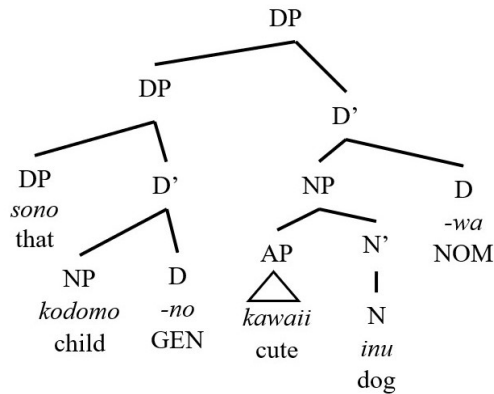 DP
DP
D’
DP
sono
that
D’
NP
D
-wa
NOM
NP
kodomo
child
D
-no
GEN
AP
kawaii
cute
N’
N
inu
dog